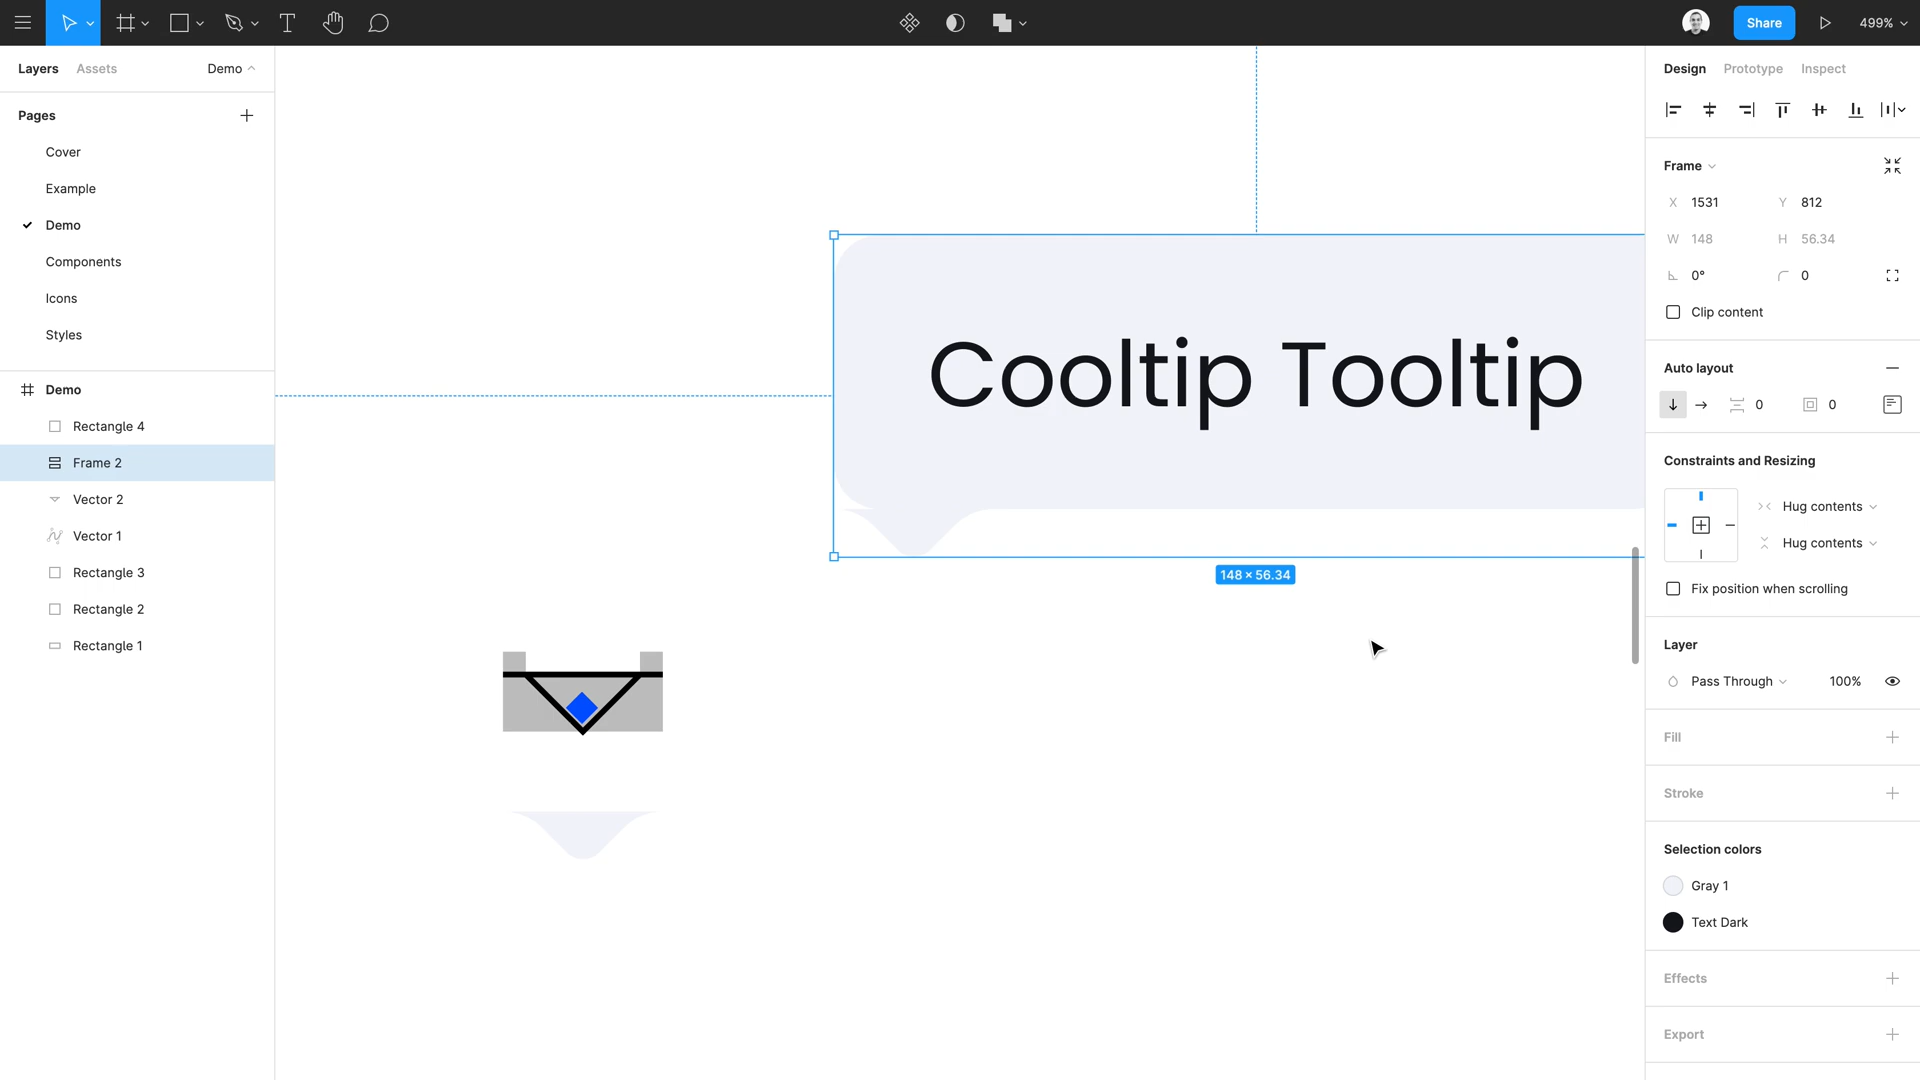 Share
499%
Layers
Assets
Demo
Pages
Cover
Example
Demo
Components
Icons
Styles
Demo
Rectangle 4
Frame 2
Vector 2
Vector 1
Rectangle 3
Rectangle 2
Rectangle 1
Cooltip Tooltip
148 × 56.34
Design
Prototype
Inspect
Frame
X 1531
Y 812
W 148
H 56.34
0°
0
Clip content
Auto layout
0
0
Constraints and Resizing
Hug contents
Hug contents
Fix position when scrolling
Layer
Pass Through
100%
Fill
Stroke
Selection colors
Gray 1
Text Dark
Effects
Export